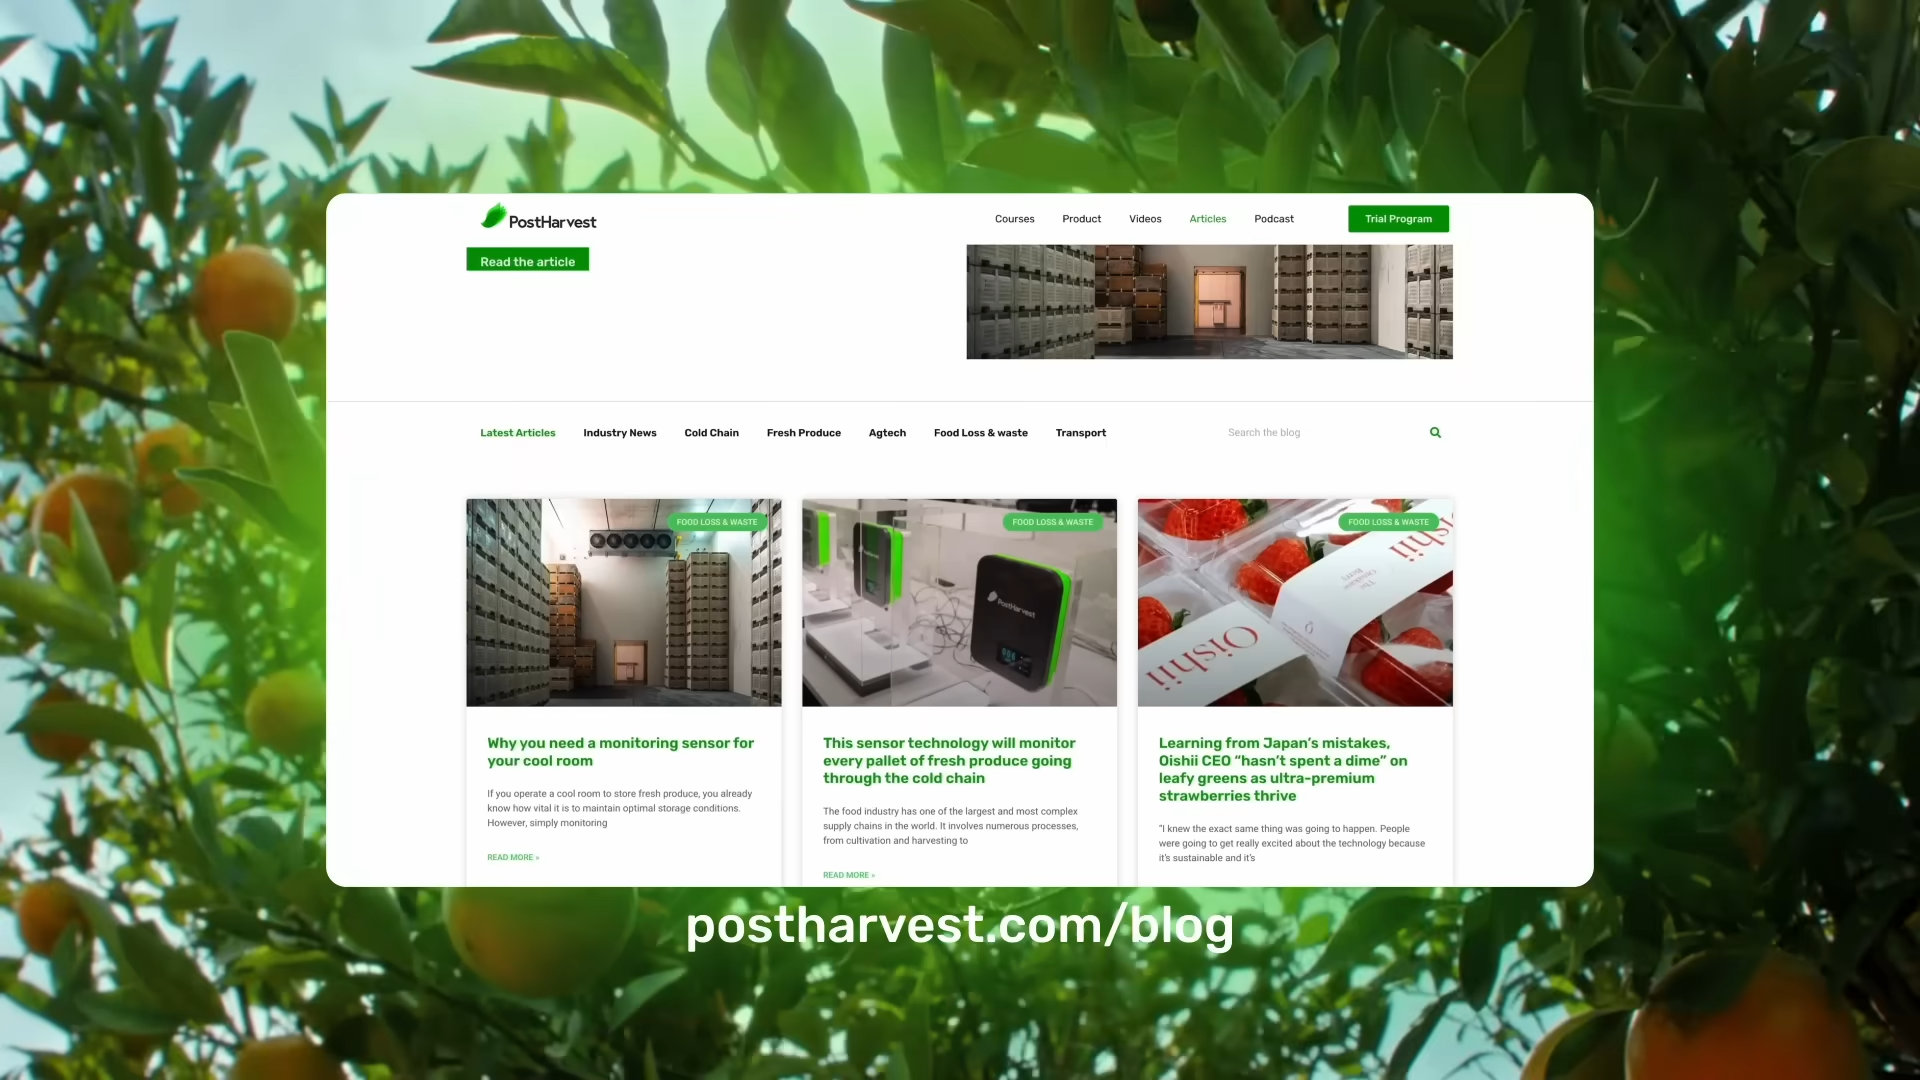 PostHarvest
Courses Product Videos Articles Podcast Trial Program
Read the article
Latest Articles Industry News Cold Chain Fresh Produce Agtech Food Loss & waste Transport Search the blog
FOOD LOSS & WASTE
FOOD LOSS & WASTE
FOOD LOSS & WASTE
PostHarvest
Oishii
Oishii
The
Omakase
Berry
Why you need a monitoring sensor for
your cool room
If you operate a cool room to store fresh produce, you already
know how vital it is to maintain optimal storage conditions.
However, simply monitoring
READ MORE »
This sensor technology will monitor
every pallet of fresh produce going
through the cold chain
The food industry has one of the largest and most complex
supply chains in the world. It involves numerous processes,
from cultivation and harvesting to
READ MORE »
Learning from Japan's mistakes,
Oishii CEO “hasn't spent a dime” on
leafy greens as ultra-premium
strawberries thrive
“I knew the exact same thing was going to happen. People
were going to get really excited about the technology because
it's sustainable and it's
postharvest.com/blog